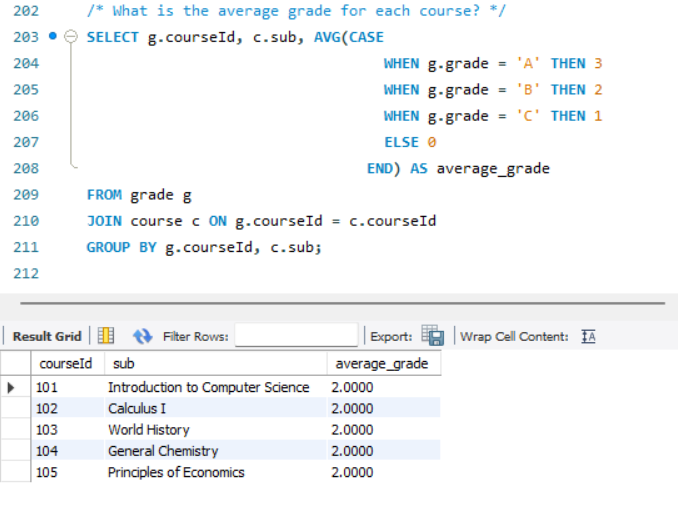 202 /* What is the average grade for each course? */
203 SELECT g.courseId, c.sub, AVG(CASE
204 WHEN g.grade = 'A' THEN 3
205 WHEN g.grade = 'B' THEN 2
206 WHEN g.grade = 'C' THEN 1
207 ELSE 0
208 END) AS average_grade
209 FROM grade g
210 JOIN course c ON g.courseId = c.courseId
211 GROUP BY g.courseId, c.sub;
212
Result Grid Filter Rows: Export: Wrap Cell Content: IA
courseId sub average_grade
101 Introduction to Computer Science 2.0000
102 Calculus I 2.0000
103 World History 2.0000
104 General Chemistry 2.0000
105 Principles of Economics 2.0000